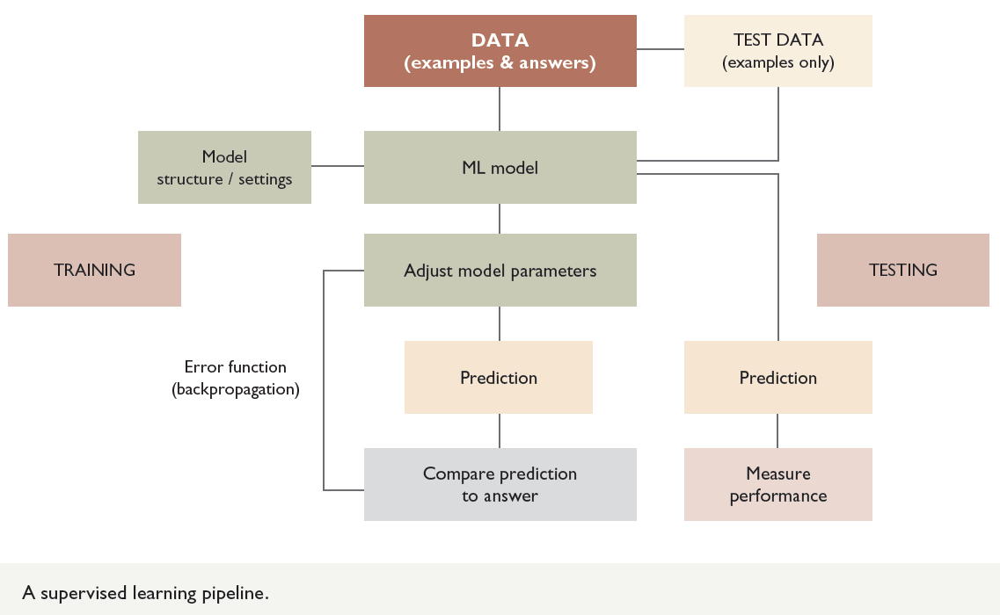 DATA
(examples & answers)
TEST DATA
(examples only)
Model
structure / settings
ML model
TRAINING
Adjust model parameters
TESTING
Error function
(backpropagation)
Prediction
Prediction
Compare prediction
to answer
Measure
performance
A supervised learning pipeline.